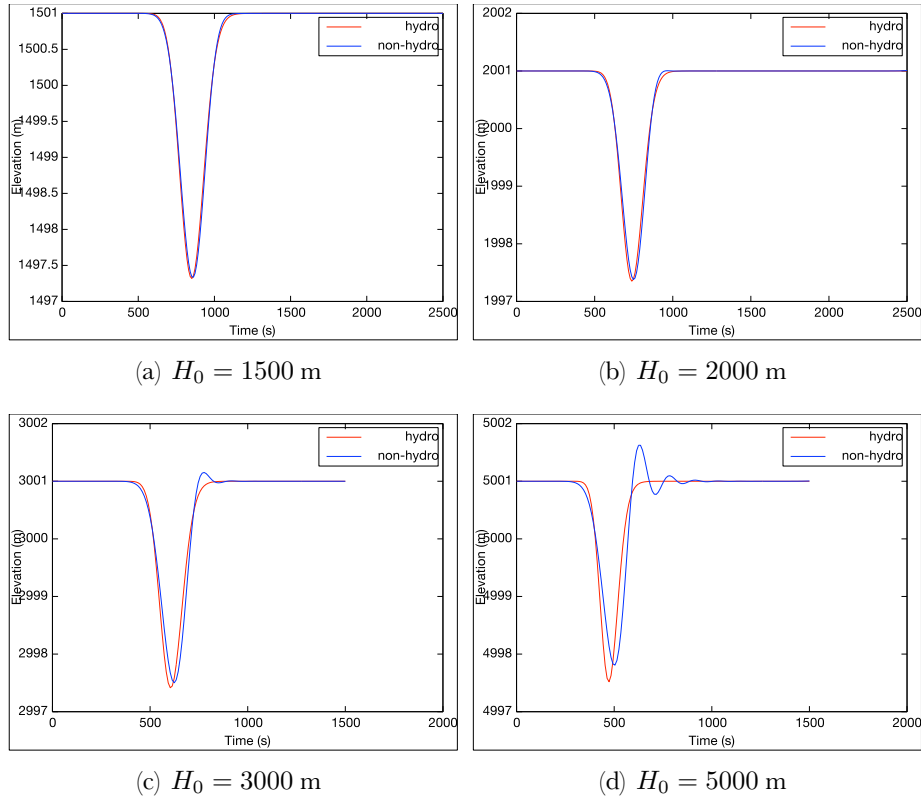 1501
1500.5
1500
1499.5
1499
1498.5
1498
1497.5
1497
Elevation (m)
0 500 1000 1500 2000 2500
Time (s)
hydro
non-hydro
(a) H₀ = 1500 m
2002
2001
2000
1999
1998
1997
Elevation (m)
0 500 1000 1500 2000 2500
Time (s)
hydro
non-hydro
(b) H₀ = 2000 m
3002
3001
3000
2999
2998
2997
Elevation (m)
0 500 1000 1500 2000
Time (s)
hydro
non-hydro
(c) H₀ = 3000 m
5002
5001
5000
4999
4998
4997
Elevation (m)
0 500 1000 1500 2000
Time (s)
hydro
non-hydro
(d) H₀ = 5000 m